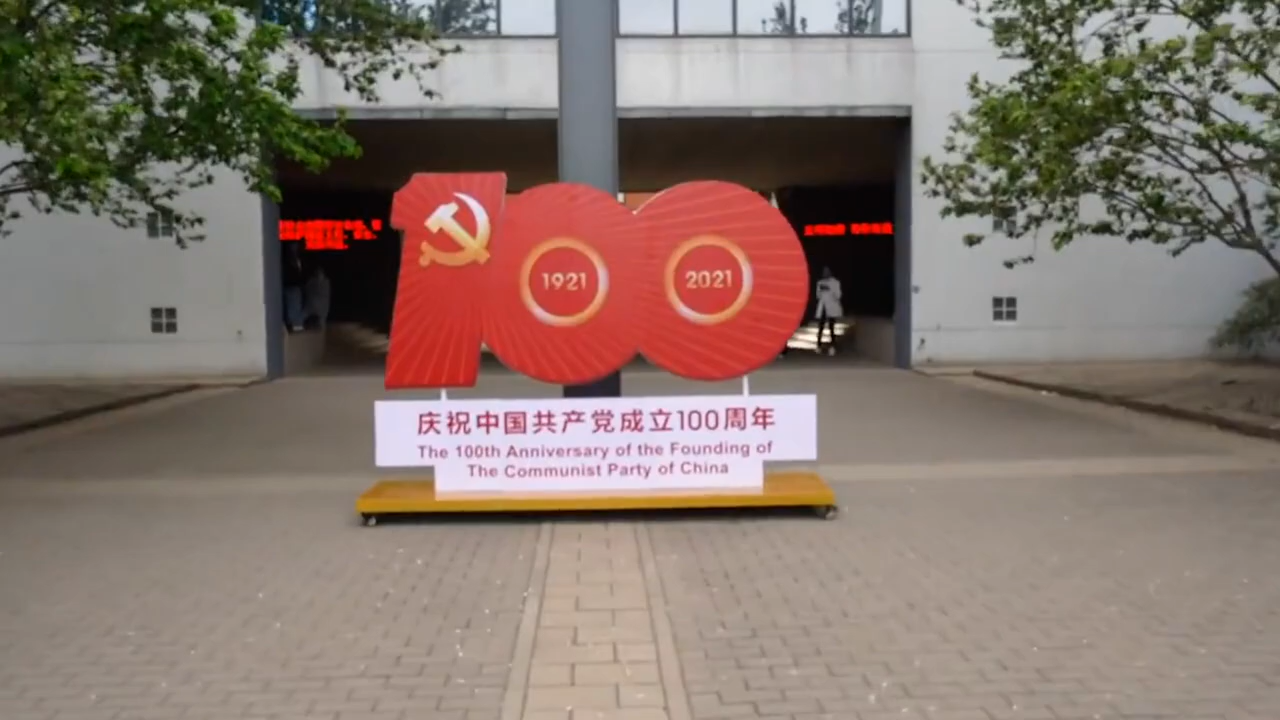 100
1921
2021
庆祝中国共产党成立100周年
The 100th Anniversary of the Founding of
The Communist Party of China